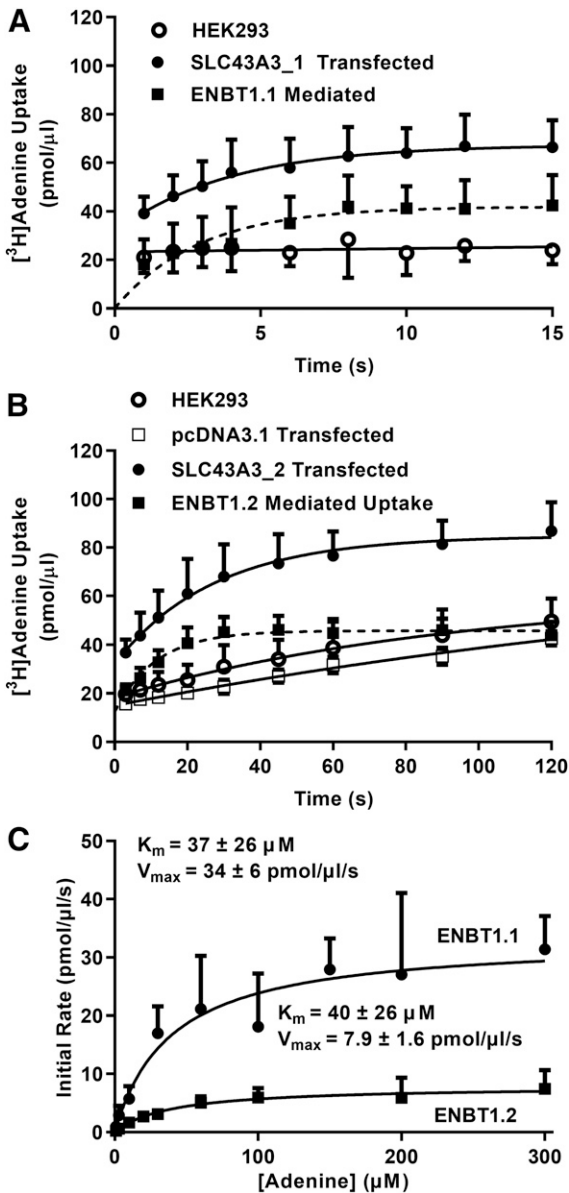 A
HEK293
SLC43A3_1 Transfected
ENBT1.1 Mediated
[³H]Adenine Uptake
(pmol/µl)
120
100
80
60
40
20
0
0 5 10 15
Time (s)
B
HEK293
pcDNA3.1 Transfected
SLC43A3_2 Transfected
ENBT1.2 Mediated Uptake
[³H]Adenine Uptake
(pmol/µl)
120
100
80
60
40
20
0
0 20 40 60 80 100 120
Time (s)
C
Kₘ = 37 ± 26 µM
Vₘₐₓ = 34 ± 6 pmol/µl/s
ENBT1.1
Kₘ = 40 ± 26 µM
Vₘₐₓ = 7.9 ± 1.6 pmol/µl/s
ENBT1.2
Initial Rate (pmol/µl/s)
50
40
30
20
10
0
0 100 200 300
[Adenine] (µM)